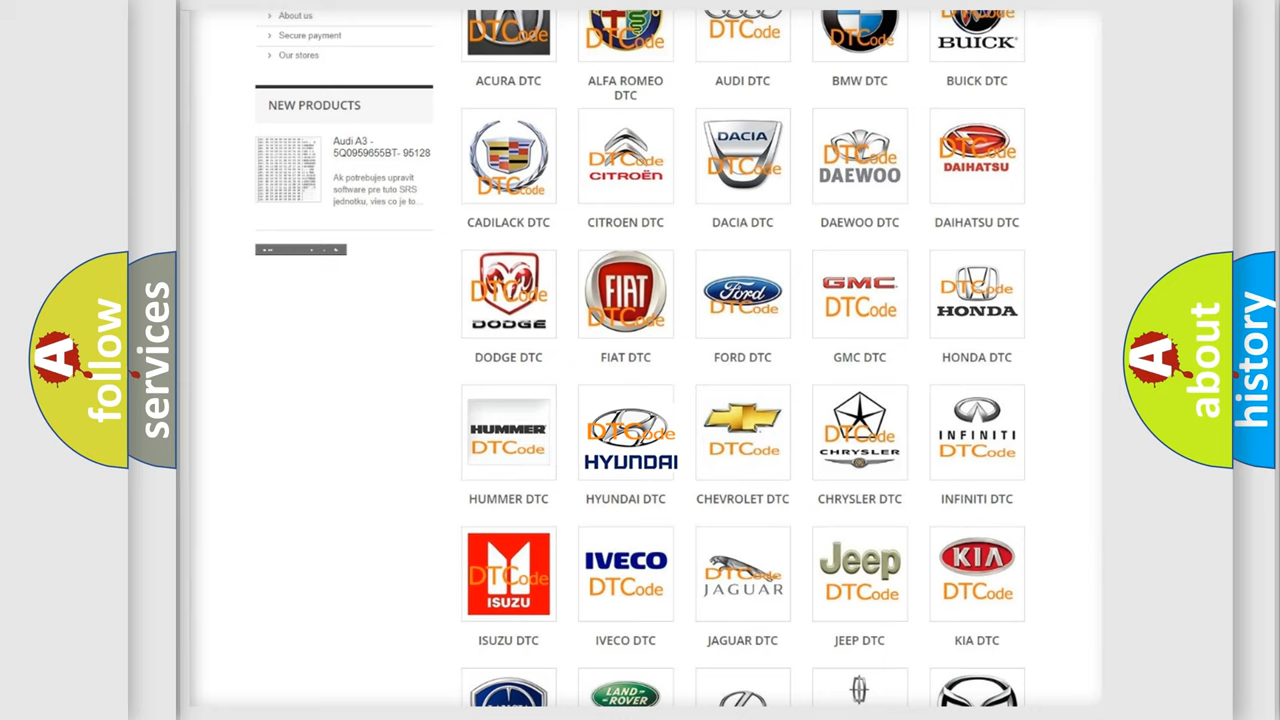 About us
Secure payment
Our stores
NEW PRODUCTS
Audi A3 -
5Q0959655BT- 95128
Ak potrebujes upravit
software pre tuto SRS
jednotku, vies co je to...
DTCode
DTCode
DTCode
DTCode
BUICK
ACURA DTC
ALFA ROMEO
DTC
AUDI DTC
BMW DTC
BUICK DTC
DTCode
DTCode
CITROËN
DACIA
DTCode
DTCode
DAEWOO
DTCode
DAIHATSU
CADILACK DTC
CITROEN DTC
DACIA DTC
DAEWOO DTC
DAIHATSU DTC
DTCode
DODGE
FIAT
DTCode
Ford
DTCode
GMC
DTCode
DTCode
HONDA
DODGE DTC
FIAT DTC
FORD DTC
GMC DTC
HONDA DTC
HUMMER
DTCode
DTCode
HYUNDAI
DTCode
DTCode
CHRYSLER
INFINITI
DTCode
HUMMER DTC
HYUNDAI DTC
CHEVROLET DTC
CHRYSLER DTC
INFINITI DTC
DTCode
ISUZU
IVECO
DTCode
DTCode
JAGUAR
Jeep
DTCode
KIA
DTCode
ISUZU DTC
IVECO DTC
JAGUAR DTC
JEEP DTC
KIA DTC
LAND-
ROVER
A
follow
services
A
about
history